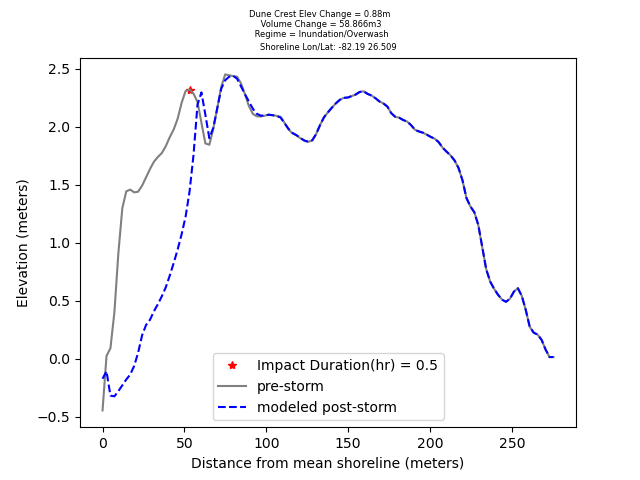 Dune Crest Elev Change = 0.88m
Volume Change = 58.866m3
Regime = Inundation/Overwash
Shoreline Lon/Lat: -82.19 26.509
2.5
2.0
1.5
1.0
0.5
0.0
−0.5
Elevation (meters)
Impact Duration(hr) = 0.5
pre-storm
modeled post-storm
0 50 100 150 200 250
Distance from mean shoreline (meters)